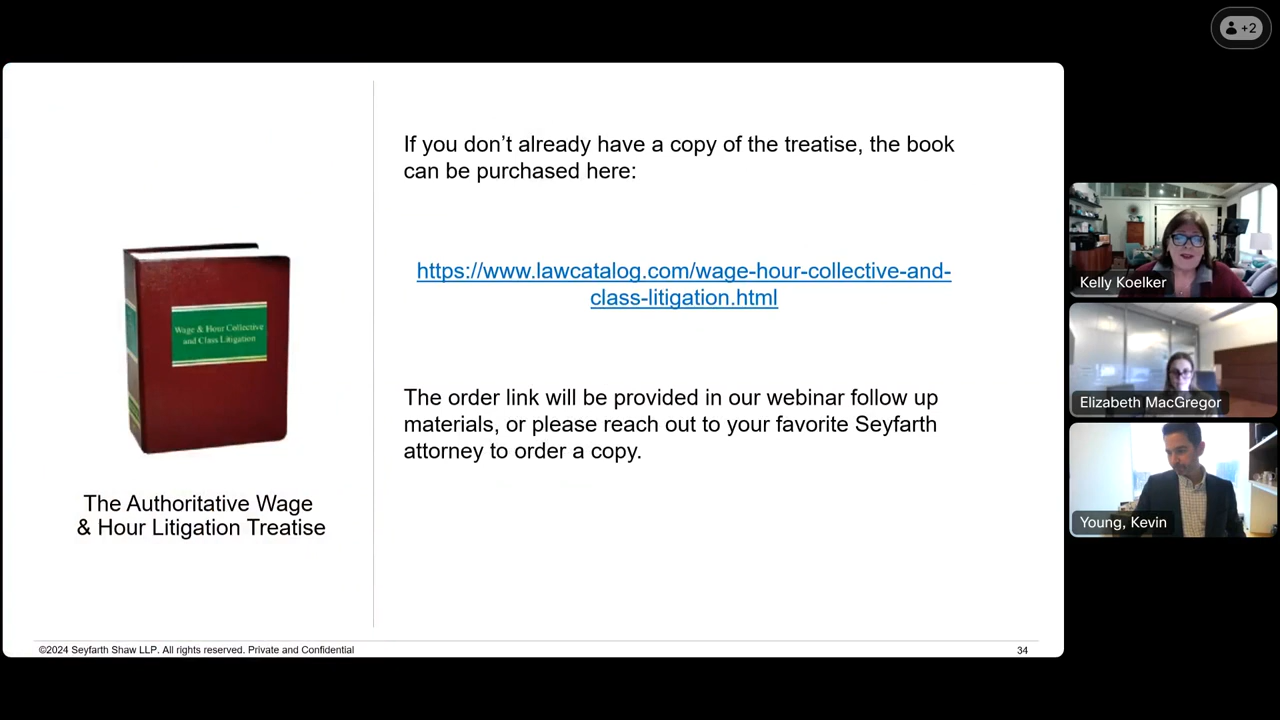 +2
If you don’t already have a copy of the treatise, the book
can be purchased here:
https://www.lawcatalog.com/wage-hour-collective-and-
class-litigation.html
The order link will be provided in our webinar follow up
materials, or please reach out to your favorite Seyfarth
attorney to order a copy.
Wage & Hour Collective
and Class Litigation
The Authoritative Wage
& Hour Litigation Treatise
©2024 Seyfarth Shaw LLP. All rights reserved. Private and Confidential
34
Kelly Koelker
Elizabeth MacGregor
Young, Kevin